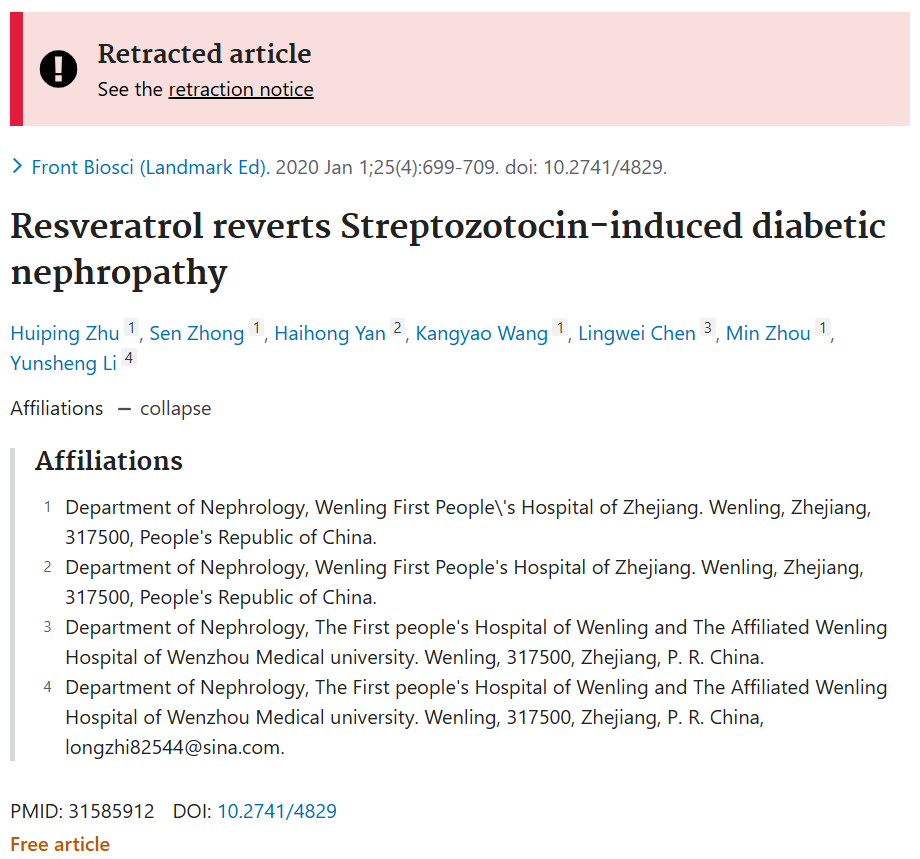 Retracted article
See the retraction notice
Front Biosci (Landmark Ed). 2020 Jan 1;25(4):699-709. doi: 10.2741/4829.
Resveratrol reverts Streptozotocin-induced diabetic
nephropathy
Huiping Zhu 1, Sen Zhong 1, Haihong Yan 2, Kangyao Wang 1, Lingwei Chen 3, Min Zhou 1,
Yunsheng Li 4
Affiliations — collapse
Affiliations
1 Department of Nephrology, Wenling First People\'s Hospital of Zhejiang. Wenling, Zhejiang,
317500, People's Republic of China.
2 Department of Nephrology, Wenling First People's Hospital of Zhejiang. Wenling, Zhejiang,
317500, People's Republic of China.
3 Department of Nephrology, The First people's Hospital of Wenling and The Affiliated Wenling
Hospital of Wenzhou Medical university. Wenling, 317500, Zhejiang, P. R. China.
4 Department of Nephrology, The First people's Hospital of Wenling and The Affiliated Wenling
Hospital of Wenzhou Medical university. Wenling, 317500, Zhejiang, P. R. China,
longzhi82544@sina.com.
PMID: 31585912 DOI: 10.2741/4829
Free article